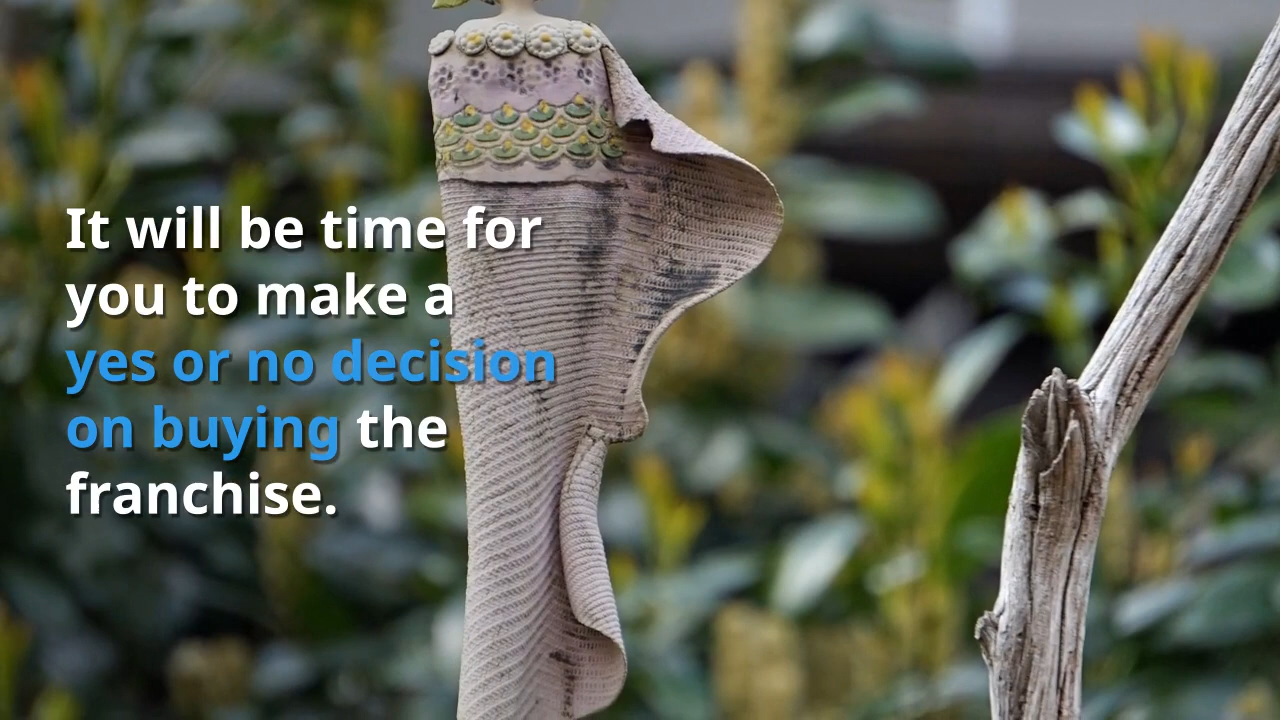 It will be time for
you to make a
yes or no decision
on buying the
franchise.